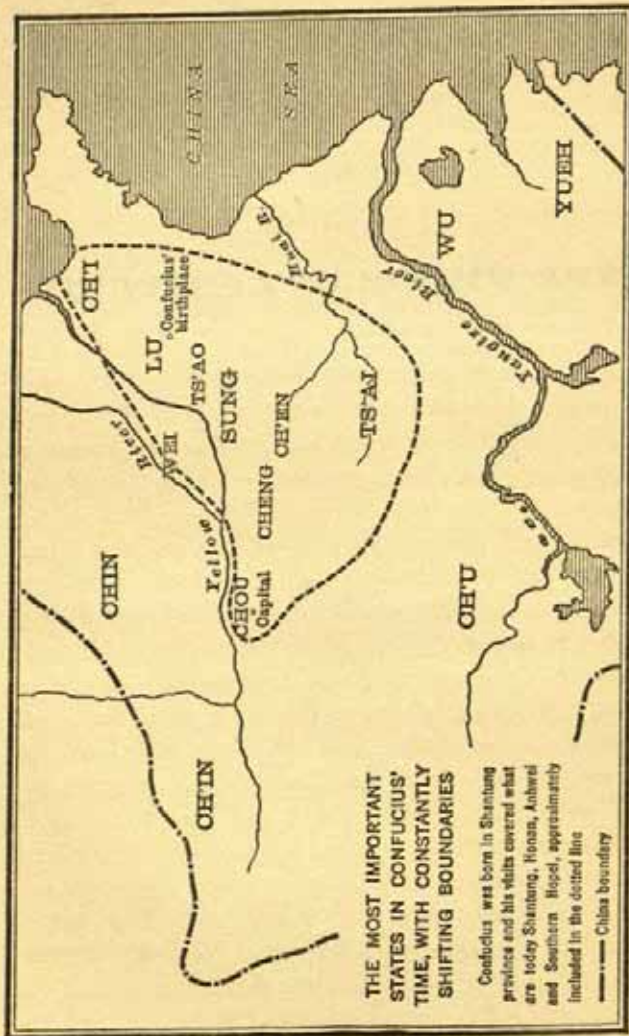 CHINA
SEA
CH'I
LU
Confucius'
birthplace
TS'AO
SUNG
WEI
Yellow
River
CHIN
CHOU
Capital
CHENG
CH'EN
TS'AI
Huai R.
Yangtze
River
WU
YUEH
CH'U
CH'IN
THE MOST IMPORTANT
STATES IN CONFUCIUS'
TIME, WITH CONSTANTLY
SHIFTING BOUNDARIES
Confucius was born in Shantung
province and his visits covered what
are today Shantung, Honan, Anhwei
and Southern Hopei, approximately
included in the dotted line
China boundary